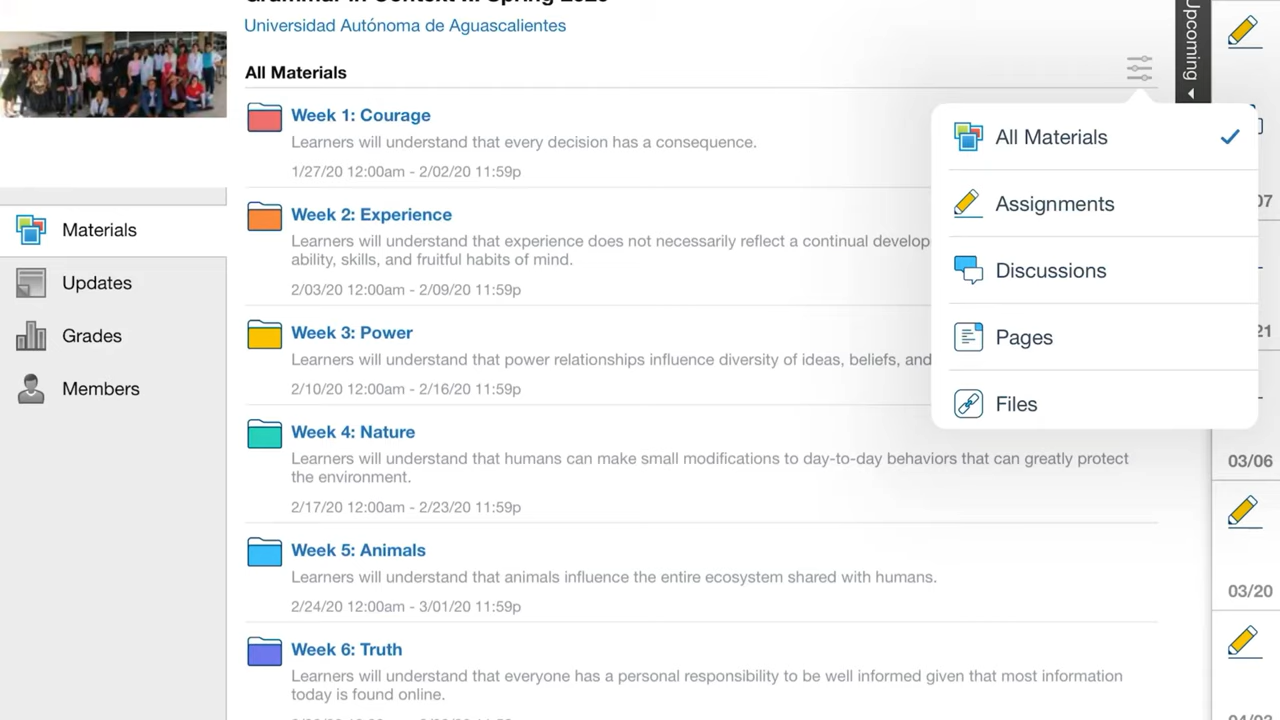 Universidad Autónoma de Aguascalientes
All Materials
Week 1: Courage
Learners will understand that every decision has a consequence.
1/27/20 12:00am - 2/02/20 11:59p
Week 2: Experience
Learners will understand that experience does not necessarily reflect a continual develop
ability, skills, and fruitful habits of mind.
2/03/20 12:00am - 2/09/20 11:59p
Week 3: Power
Learners will understand that power relationships influence diversity of ideas, beliefs, and
2/10/20 12:00am - 2/16/20 11:59p
Week 4: Nature
Learners will understand that humans can make small modifications to day-to-day behaviors that can greatly protect
the environment.
2/17/20 12:00am - 2/23/20 11:59p
Week 5: Animals
Learners will understand that animals influence the entire ecosystem shared with humans.
2/24/20 12:00am - 3/01/20 11:59p
Week 6: Truth
Learners will understand that everyone has a personal responsibility to be well informed given that most information
today is found online.
Materials
Updates
Grades
Members
All Materials
Assignments
Discussions
Pages
Files
Upcoming
07
21
03/06
03/20